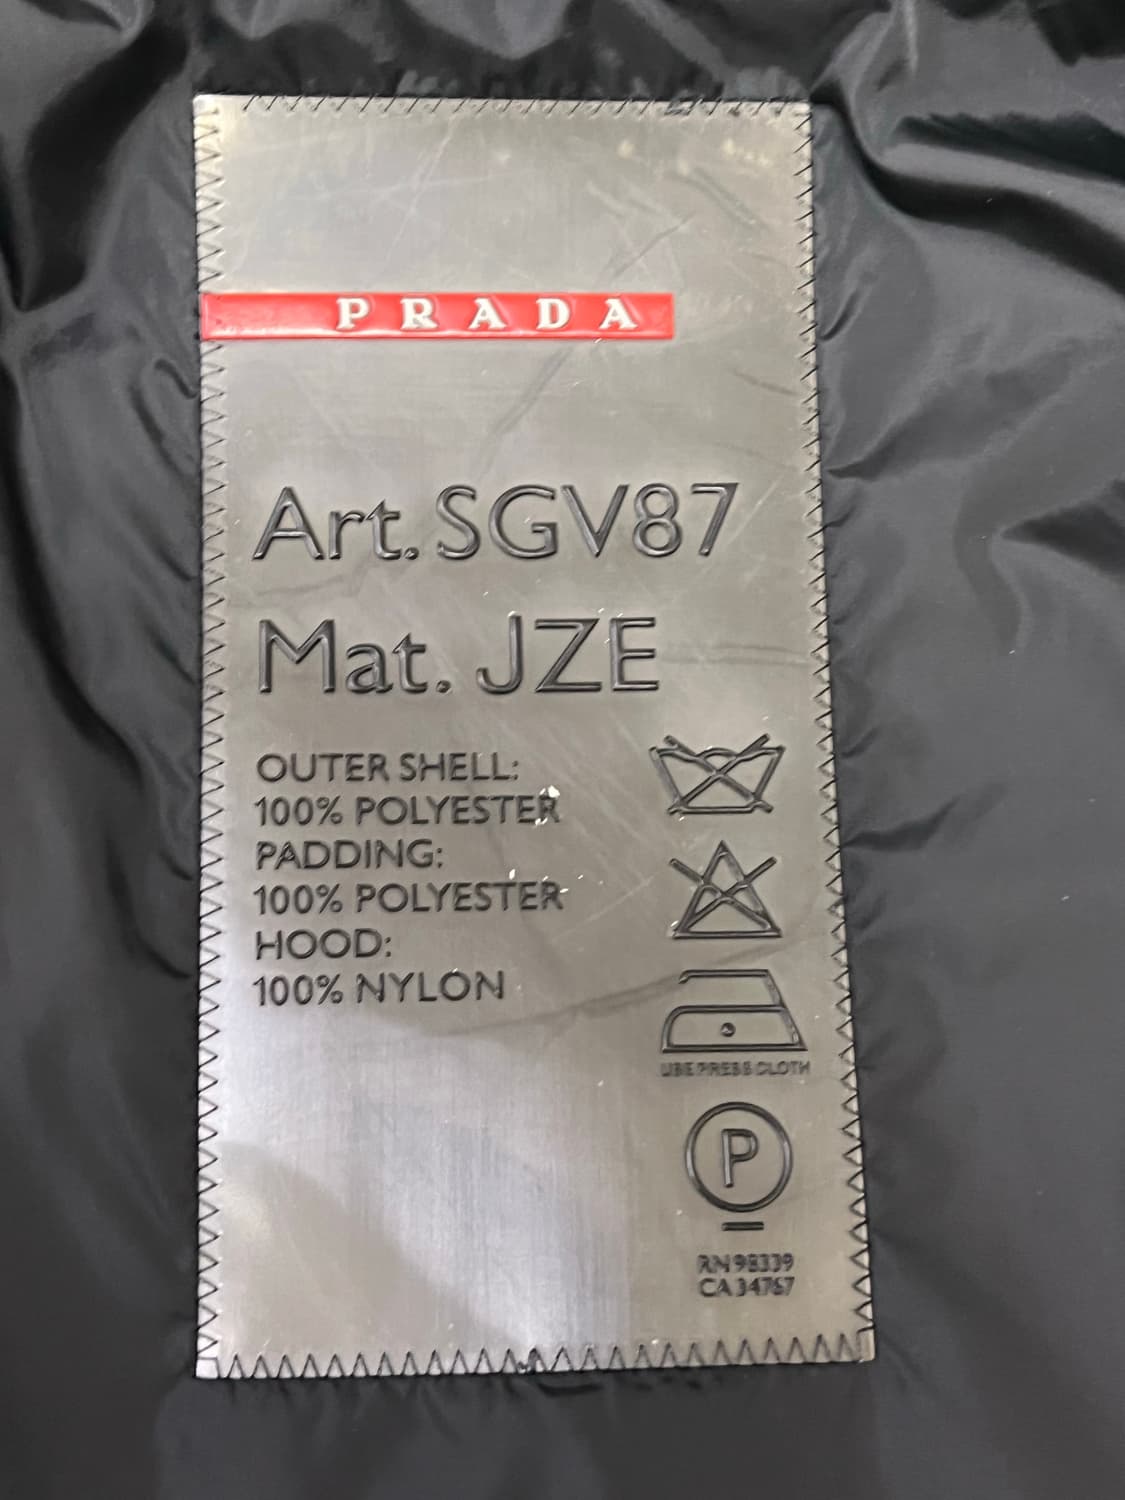 PRADA
Art. SGV87
Mat. JZE
OUTER SHELL:
100% POLYESTER
PADDING:
100% POLYESTER
HOOD:
100% NYLON
USE PRESS CLOTH
P
RN 98339
CA 34767